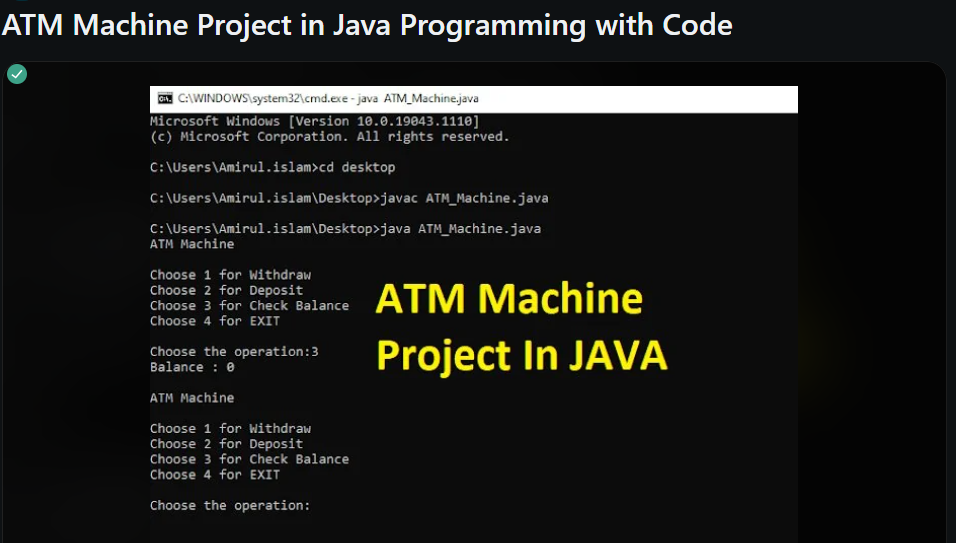 ATM Machine Project in Java Programming with Code
C:\WINDOWS\system32\cmd.exe - java ATM_Machine.java
Microsoft Windows [Version 10.0.19043.1110]
(c) Microsoft Corporation. All rights reserved.
C:\Users\Amirul.islam>cd desktop
C:\Users\Amirul.islam\Desktop>javac ATM_Machine.java
C:\Users\Amirul.islam\Desktop>java ATM_Machine.java
ATM Machine
Choose 1 for Withdraw
Choose 2 for Deposit
Choose 3 for Check Balance
Choose 4 for EXIT
Choose the operation:3
Balance : 0
ATM Machine
Choose 1 for Withdraw
Choose 2 for Deposit
Choose 3 for Check Balance
Choose 4 for EXIT
Choose the operation:
ATM Machine
Project In JAVA